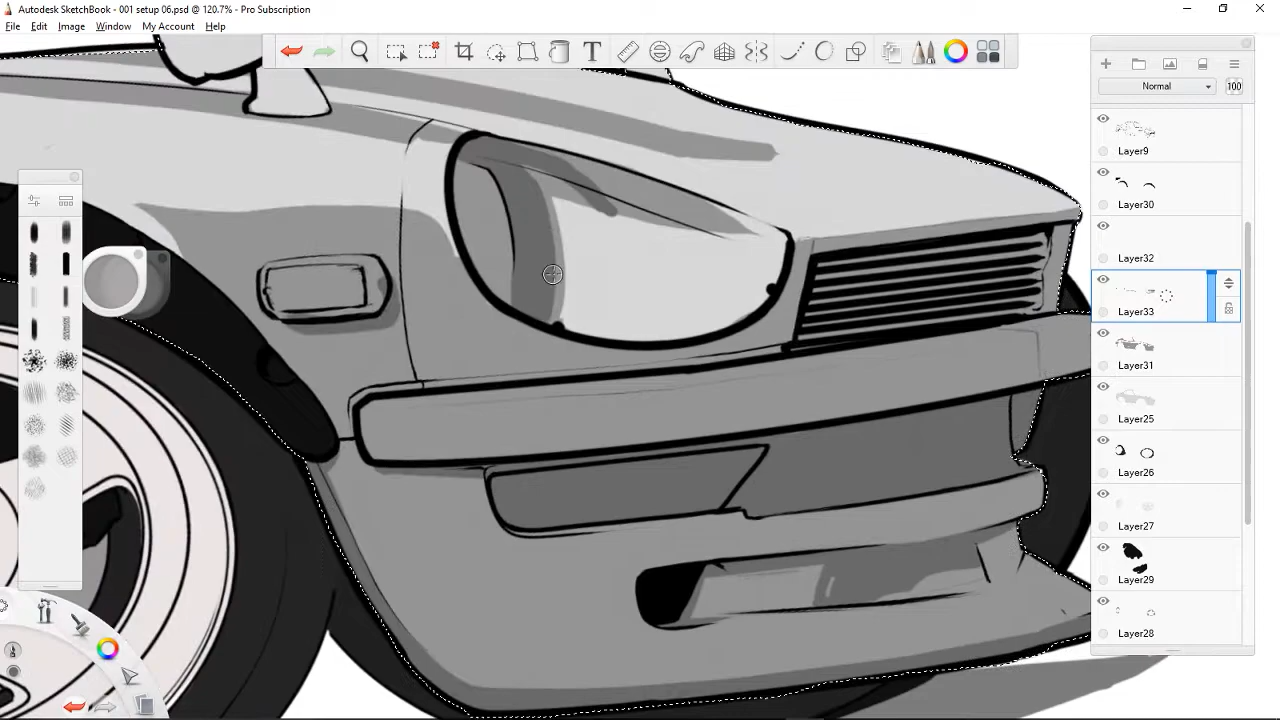 Autodesk SketchBook - 001 setup 06.psd @ 120.7% - Pro Subscription
File Edit Image Window My Account Help
T
Normal 100
Layer9
Layer30
Layer32
Layer33
Layer31
Layer25
Layer26
Layer27
Layer29
Layer28